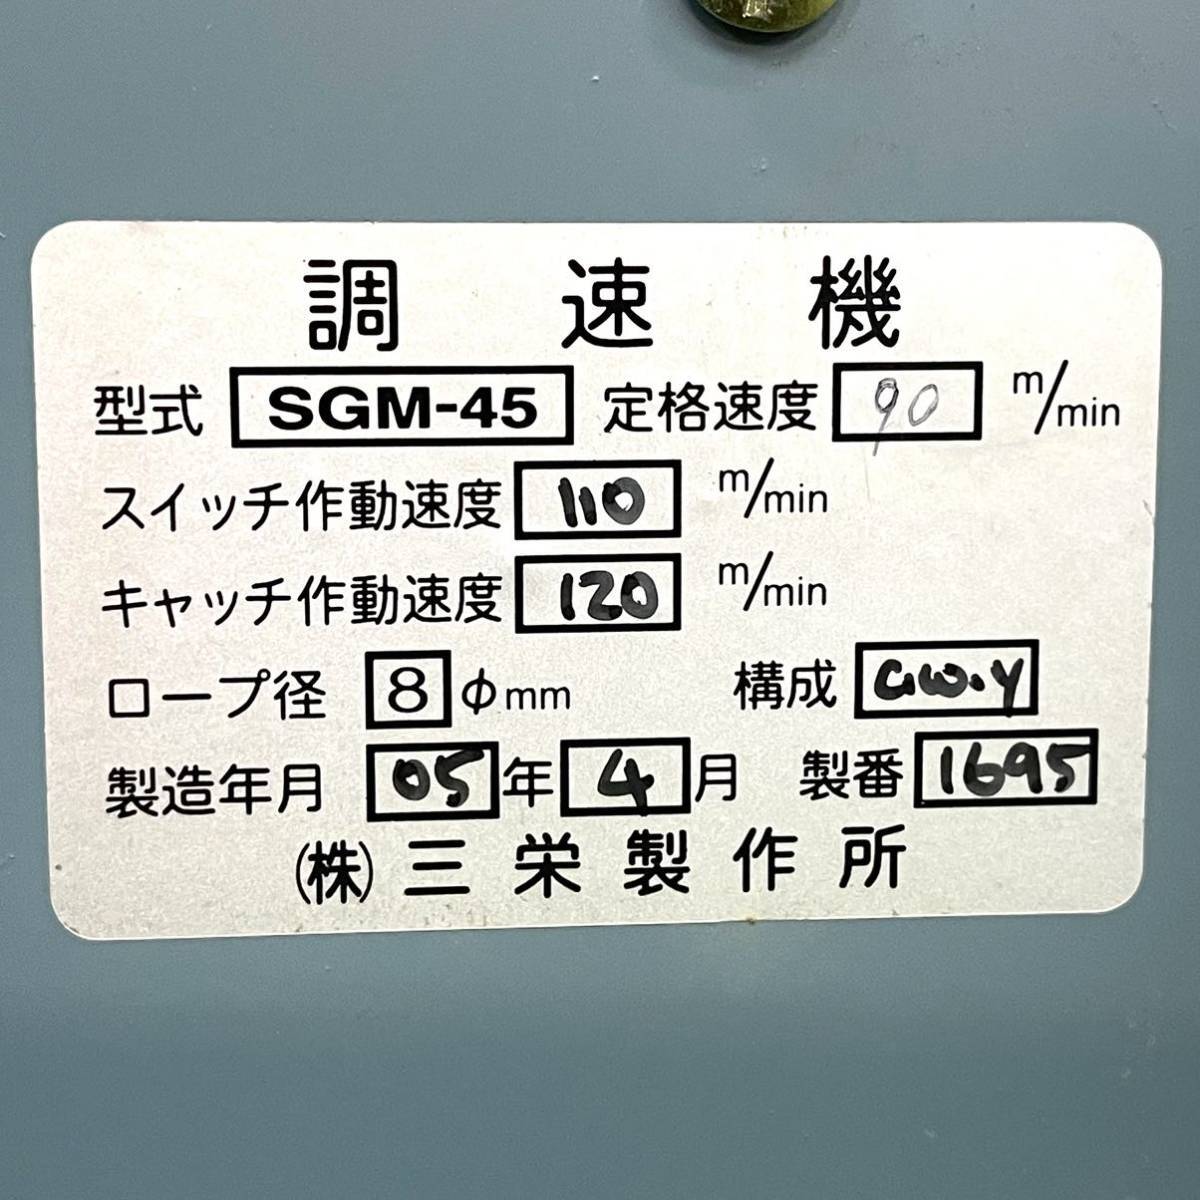 調速機
型式 SGM-45 定格速度 90 m/min
スイッチ作動速度 110 m/min
キャッチ作動速度 120 m/min
ロープ径 8 φmm 構成
製造年月 05年 4月 製番 1695
(株)三栄製作所